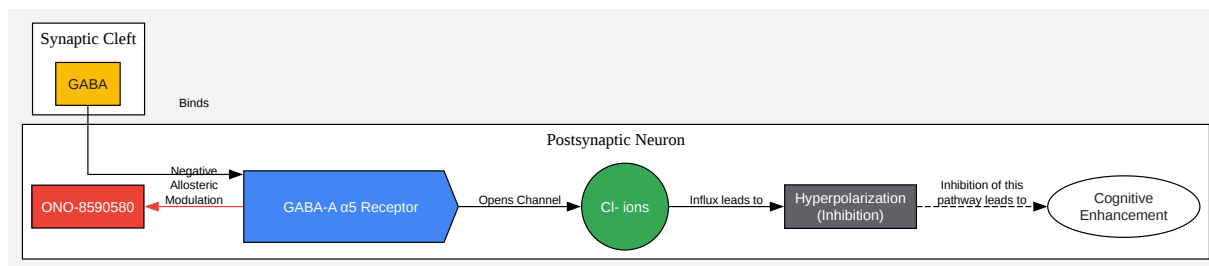 Synaptic Cleft
GABA
Binds
Postsynaptic Neuron
Negative
Allosteric
Modulation
ONO-8590580
GABA-A α5 Receptor
Opens Channel
Cl- ions
Influx leads to
Hyperpolarization
(Inhibition)
Inhibition of this
pathway leads to
Cognitive
Enhancement